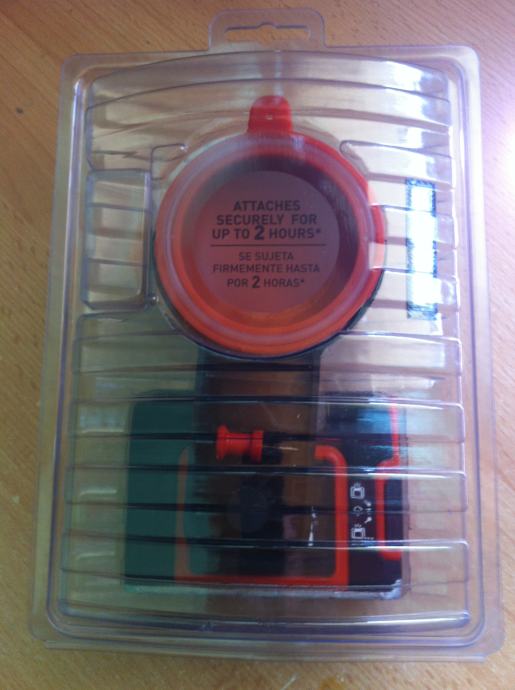 ATTACHES
SECURELY FOR
UP TO 2 HOURS*
SE SUJETA
FIRMEMENTE HASTA
POR 2 HORAS*